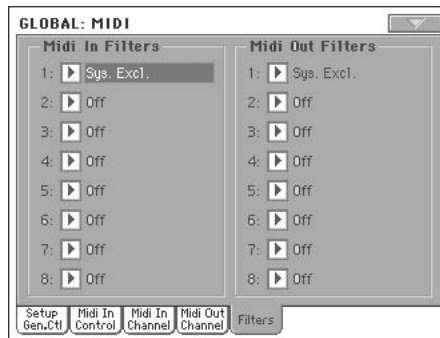 GLOBAL: MIDI
Midi In Filters
1: Sys. Excl.
2: Off
3: Off
4: Off
5: Off
6: Off
7: Off
8: Off
Midi Out Filters
1: Sys. Excl.
2: Off
3: Off
4: Off
5: Off
6: Off
7: Off
8: Off
Setup Gen.Ctl
Midi In Control
Midi In Channel
Midi Out Channel
Filters